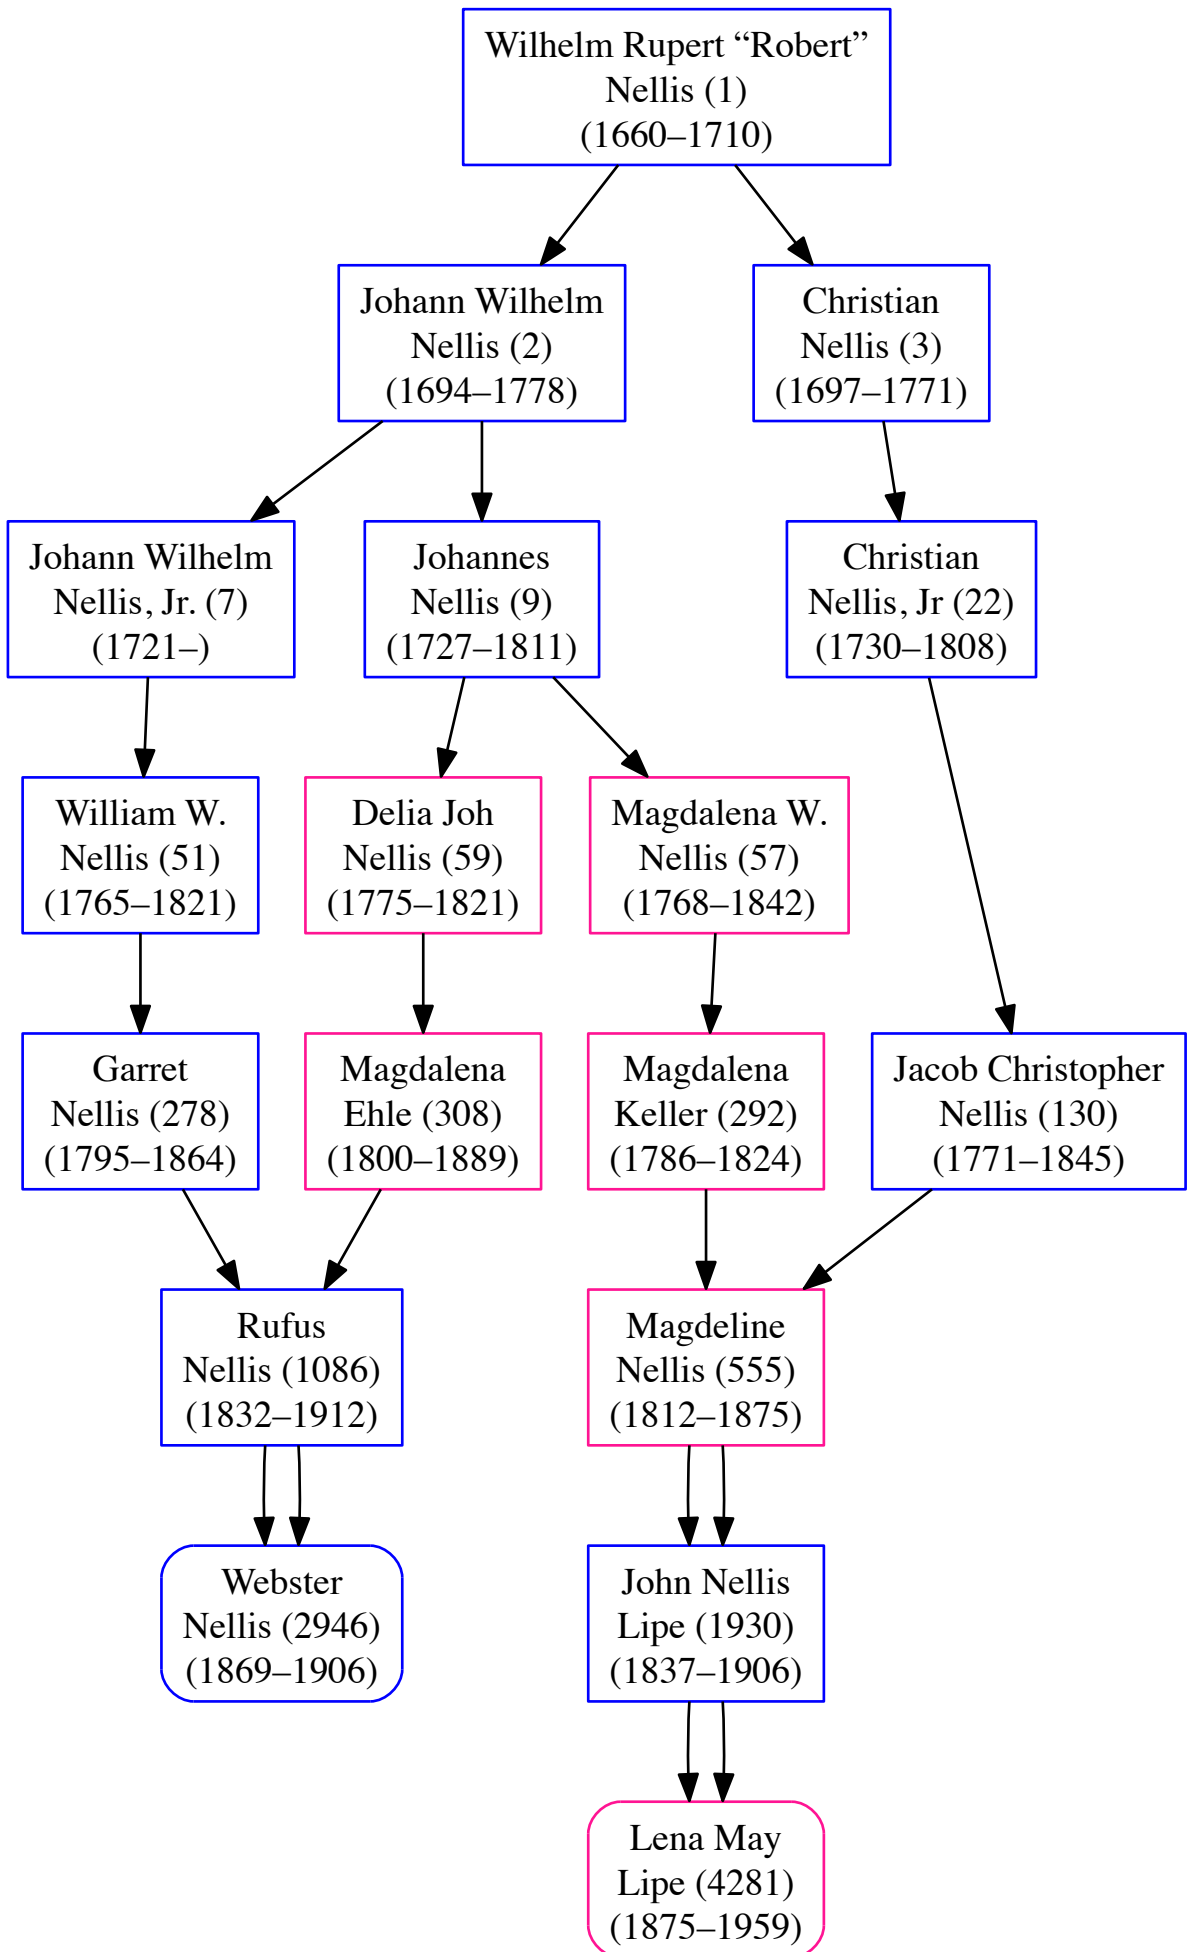 Wilhelm Rupert “Robert”
Nellis (1)
(1660–1710)
Johann Wilhelm
Nellis (2)
(1694–1778)
Christian
Nellis (3)
(1697–1771)
Johann Wilhelm
Nellis, Jr. (7)
(1721–)
Johannes
Nellis (9)
(1727–1811)
Christian
Nellis, Jr (22)
(1730–1808)
William W.
Nellis (51)
(1765–1821)
Delia Joh
Nellis (59)
(1775–1821)
Magdalena W.
Nellis (57)
(1768–1842)
Garret
Nellis (278)
(1795–1864)
Magdalena
Ehle (308)
(1800–1889)
Magdalena
Keller (292)
(1786–1824)
Jacob Christopher
Nellis (130)
(1771–1845)
Rufus
Nellis (1086)
(1832–1912)
Magdeline
Nellis (555)
(1812–1875)
Webster
Nellis (2946)
(1869–1906)
John Nellis
Lipe (1930)
(1837–1906)
Lena May
Lipe (4281)
(1875–1959)